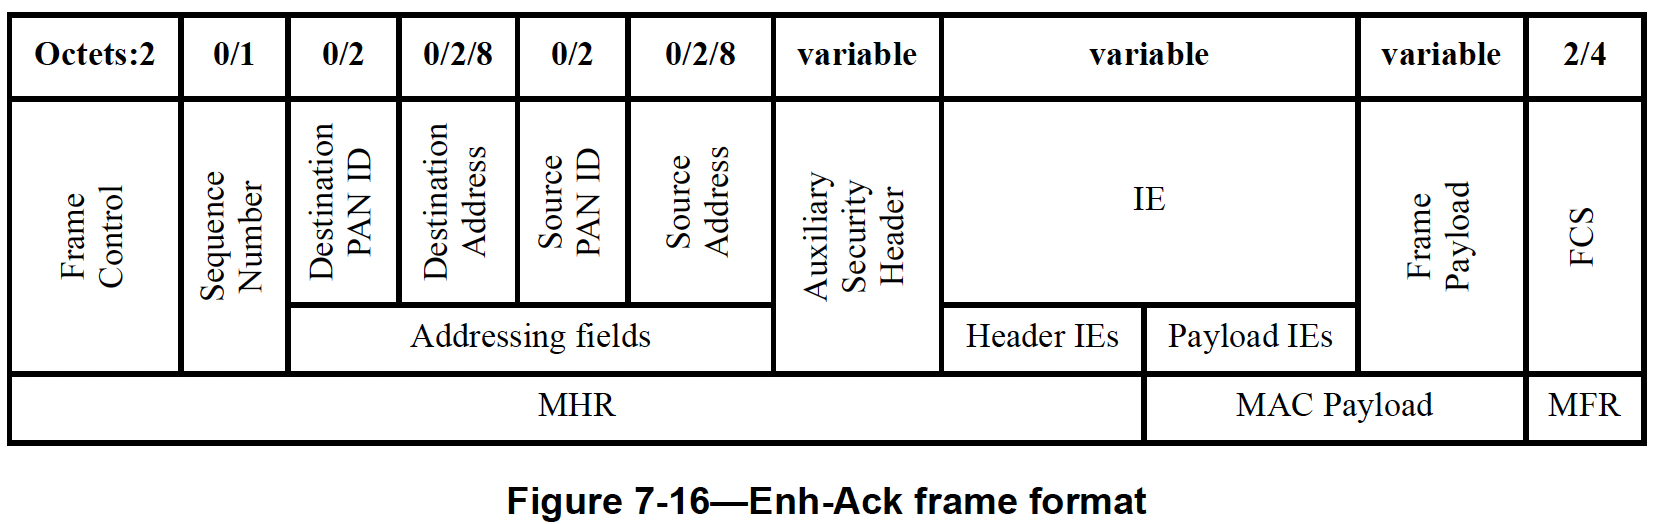 Octets:2 0/1 0/2 0/2/8 0/2 0/2/8 variable variable variable 2/4
Frame
Control
Sequence
Number
Destination
PAN ID
Destination
Address
Source
PAN ID
Source
Address
Auxiliary
Security
Header
IE
Frame
Payload
FCS
Addressing fields
Header IEs
Payload IEs
MHR
MAC Payload
MFR
Figure 7-16—Enh-Ack frame format